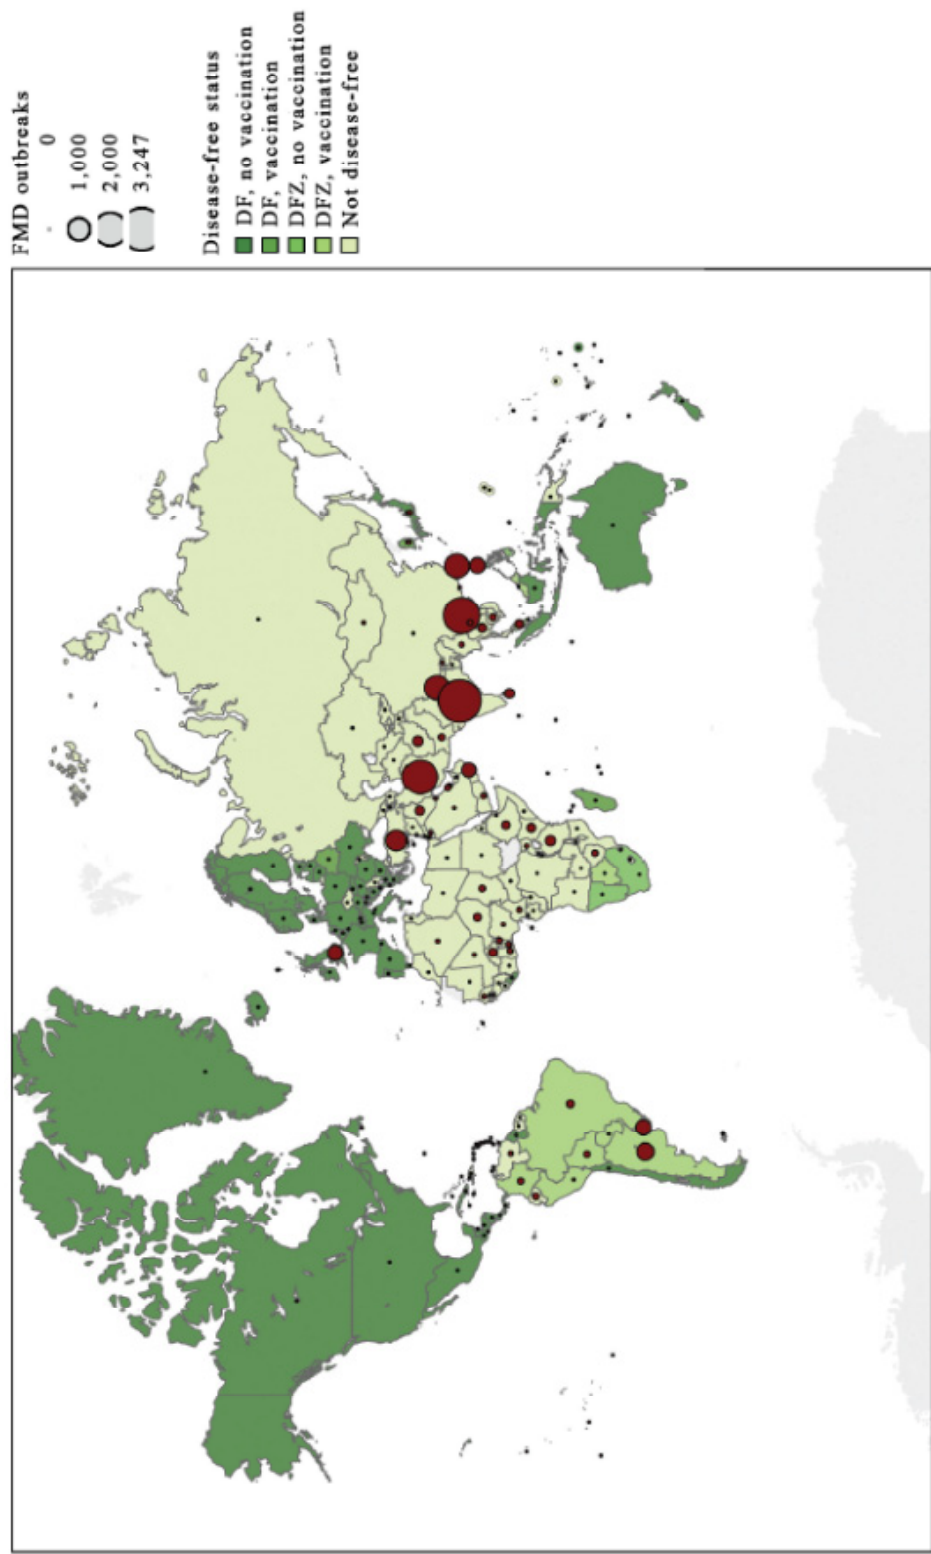 FMD outbreaks
0
1,000
2,000
3,247
Disease-free status
DF, no vaccination
DF, vaccination
DFZ, no vaccination
DFZ, vaccination
Not disease-free